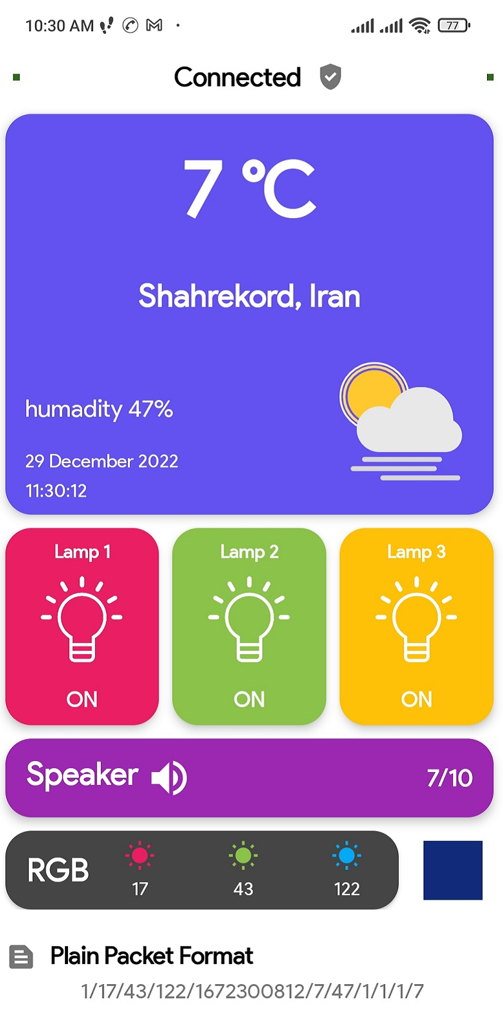 10:30 AM
77
Connected
7 °C
Shahrekord, Iran
humadity 47%
29 December 2022
11:30:12
Lamp 1 Lamp 2 Lamp 3
ON ON ON
Speaker 7/10
RGB 17 43 122
Plain Packet Format
1/17/43/122/1672300812/7/47/1/1/1/7